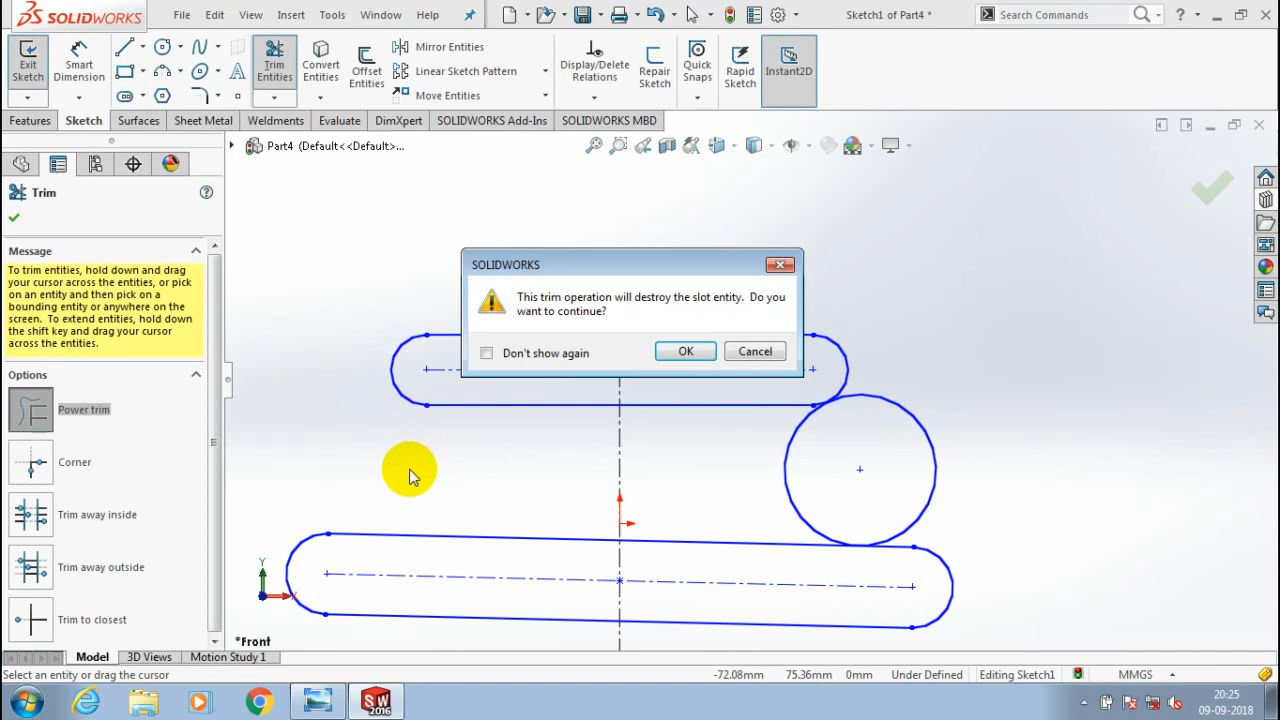 SOLIDWORKS
File Edit View Insert Tools Window Help
Sketch1 of Part4 *
Search Commands
Exit Sketch
Smart Dimension
Trim Entities
Convert Entities
Offset Entities
Mirror Entities
Linear Sketch Pattern
Move Entities
Display/Delete Relations
Repair Sketch
Quick Snaps
Rapid Sketch
Instant2D
Features Sketch Surfaces Sheet Metal Weldments Evaluate DimXpert SOLIDWORKS Add-Ins SOLIDWORKS MBD
Part4 (Default<<Default>...
Trim
Message
To trim entities, hold down and drag
your cursor across the entities, or pick
on an entity and then pick on a
bounding entity or anywhere on the
screen. To extend entities, hold down
the shift key and drag your cursor
across the entities.
Options
Power trim
Corner
Trim away inside
Trim away outside
Trim to closest
SOLIDWORKS
This trim operation will destroy the slot entity. Do you
want to continue?
Don't show again
OK
Cancel
Y
X
*Front
Model 3D Views Motion Study 1
Select an entity or drag the cursor
-72.08mm 75.36mm 0mm Under Defined Editing Sketch1 MMGS
SW
2016
20:25
09-09-2018